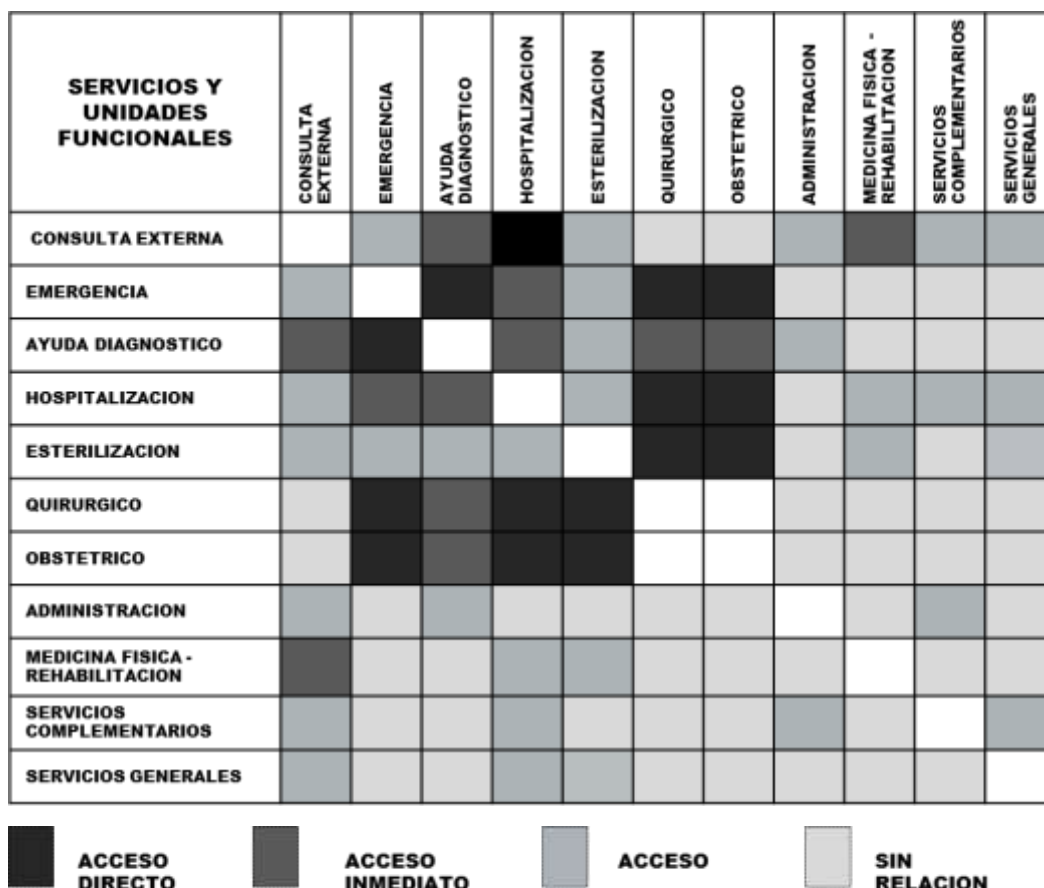 SERVICIOS Y
UNIDADES
FUNCIONALES
CONSULTA
EXTERNA
EMERGENCIA
AYUDA
DIAGNOSTICO
HOSPITALIZACION
ESTERILIZACION
QUIRURGICO
OBSTETRICO
ADMINISTRACION
MEDICINA FISICA -
REHABILITACION
SERVICIOS
COMPLEMENTARIOS
SERVICIOS
GENERALES
CONSULTA EXTERNA
EMERGENCIA
AYUDA DIAGNOSTICO
HOSPITALIZACION
ESTERILIZACION
QUIRURGICO
OBSTETRICO
ADMINISTRACION
MEDICINA FISICA -
REHABILITACION
SERVICIOS
COMPLEMENTARIOS
SERVICIOS GENERALES
ACCESO
DIRECTO
ACCESO
INMEDIATO
ACCESO
SIN
RELACION